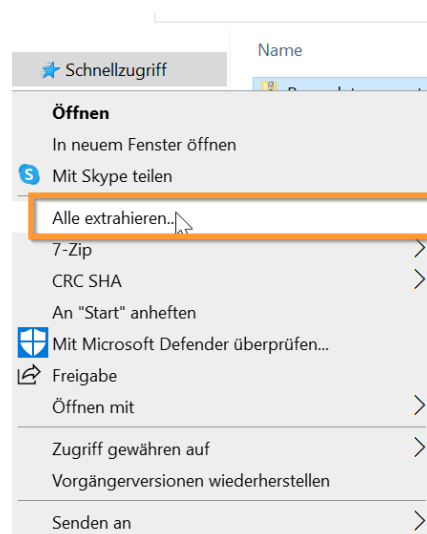 Name
Schnellzugriff
Öffnen
In neuem Fenster öffnen
Mit Skype teilen
Alle extrahieren...
7-Zip
CRC SHA
An "Start" anheften
Mit Microsoft Defender überprüfen...
Freigabe
Öffnen mit
Zugriff gewähren auf
Vorgängerversionen wiederherstellen
Senden an